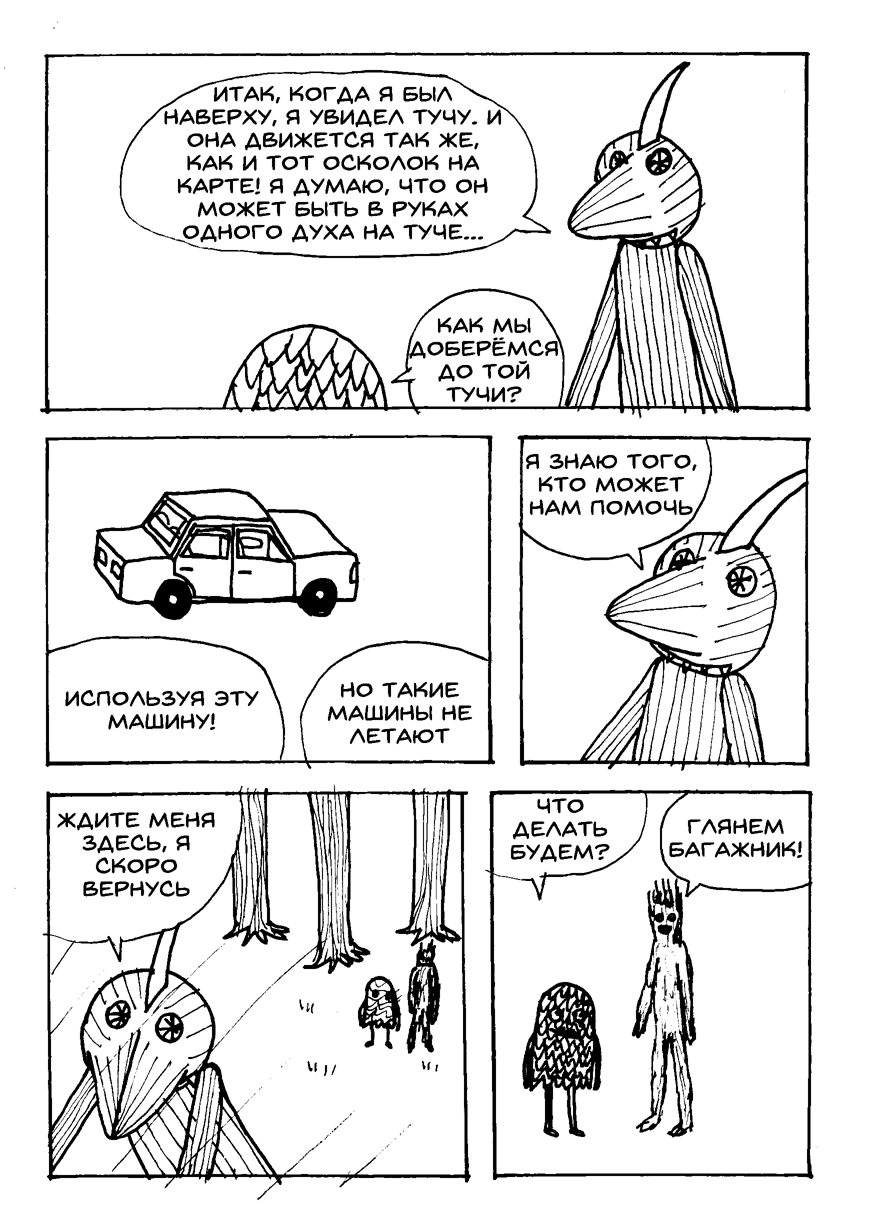 ИТАК, КОГДА Я БЫЛ
НАВЕРХУ, Я УВИДЕЛ ТУЧУ. И
ОНА ДВИЖЕТСЯ ТАК ЖЕ,
КАК И ТОТ ОСКОЛОК НА
КАРТЕ! Я ДУМАЮ, ЧТО ОН
МОЖЕТ БЫТЬ В РУКАХ
ОДНОГО ДУХА НА ТУЧЕ...
КАК МЫ
ДОБЕРЁМСЯ
ДО ТОЙ
ТУЧИ?
ИСПОЛЬЗУЯ ЭТУ
МАШИНУ!
НО ТАКИЕ
МАШИНЫ НЕ
ЛЕТАЮТ
Я ЗНАЮ ТОГО,
КТО МОЖЕТ
НАМ ПОМОЧЬ
ЖДИТЕ МЕНЯ
ЗДЕСЬ, Я
СКОРО
ВЕРНУСЬ
ЧТО
ДЕЛАТЬ
БУДЕМ?
ГЛЯНЕМ
БАГАЖНИК!